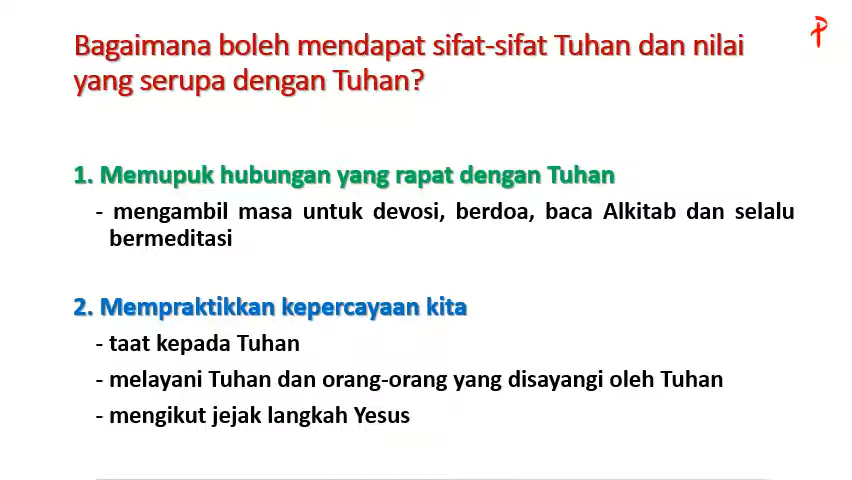 Bagaimana boleh mendapat sifat-sifat Tuhan dan nilai
yang serupa dengan Tuhan?
1. Memupuk hubungan yang rapat dengan Tuhan
- mengambil masa untuk devosi, berdoa, baca Alkitab dan selalu
bermeditasi
2. Mempraktikkan kepercayaan kita
- taat kepada Tuhan
- melayani Tuhan dan orang-orang yang disayangi oleh Tuhan
- mengikut jejak langkah Yesus